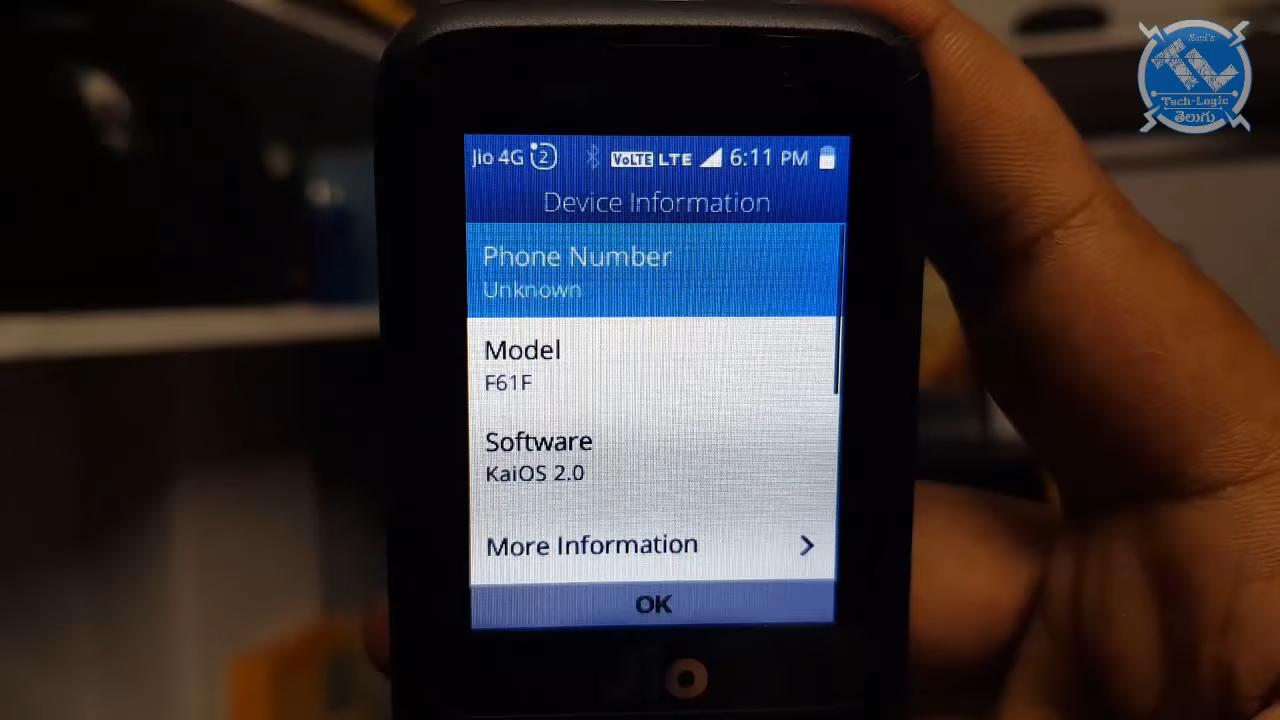 Jio 4G 2 VoLTE LTE 6:11 PM
Device Information
Phone Number
Unknown
Model
F61F
Software
KaiOS 2.0
More Information
OK
Jio
Tech-Logic
తెలుగు